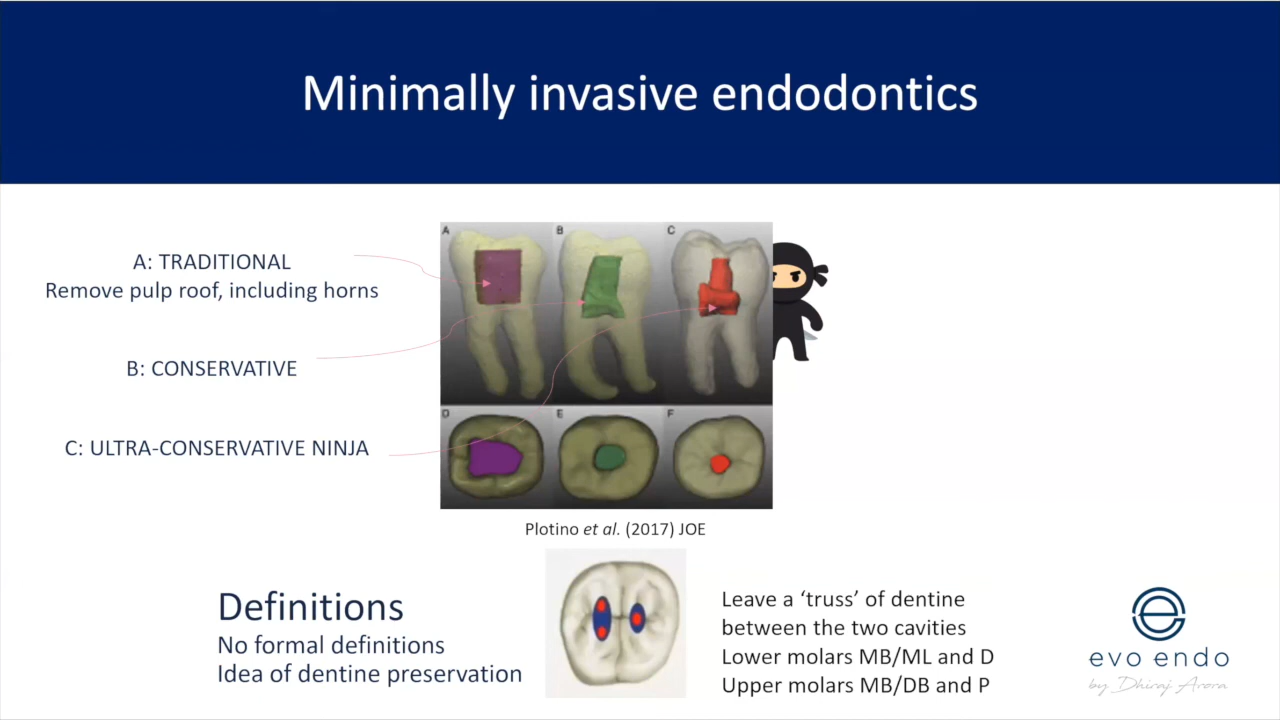 Minimally invasive endodontics
A: TRADITIONAL
Remove pulp roof, including horns
B: CONSERVATIVE
C: ULTRA-CONSERVATIVE NINJA
A
B
C
D
E
F
Plotino et al. (2017) JOE
Definitions
No formal definitions
Idea of dentine preservation
Leave a ‘truss’ of dentine
between the two cavities
Lower molars MB/ML and D
Upper molars MB/DB and P
evo endo
by Dhiraj Arora